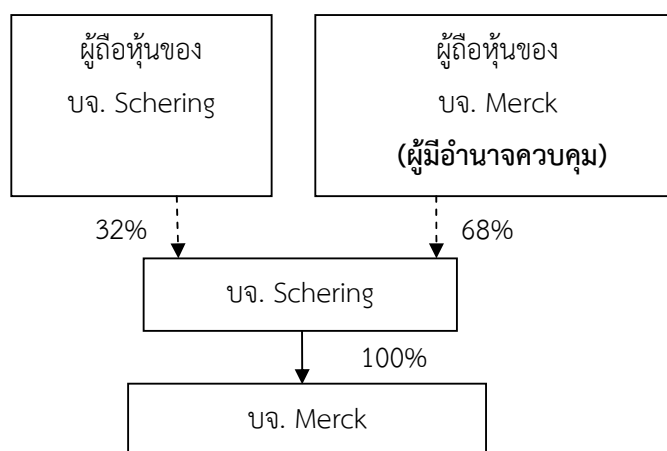 ผู้ถือหุ้นของ
บจ. Schering
ผู้ถือหุ้นของ
บจ. Merck
(ผู้มีอำนาจควบคุม)
32%
68%
บจ. Schering
100%
บจ. Merck